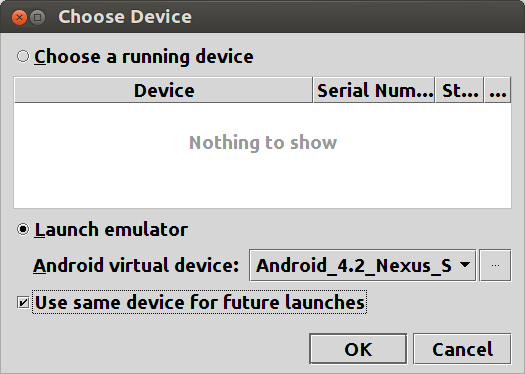 Choose Device
Choose a running device
Device Serial Num... St... ...
Nothing to show
Launch emulator
Android virtual device: Android_4.2_Nexus_S ...
Use same device for future launches
OK Cancel